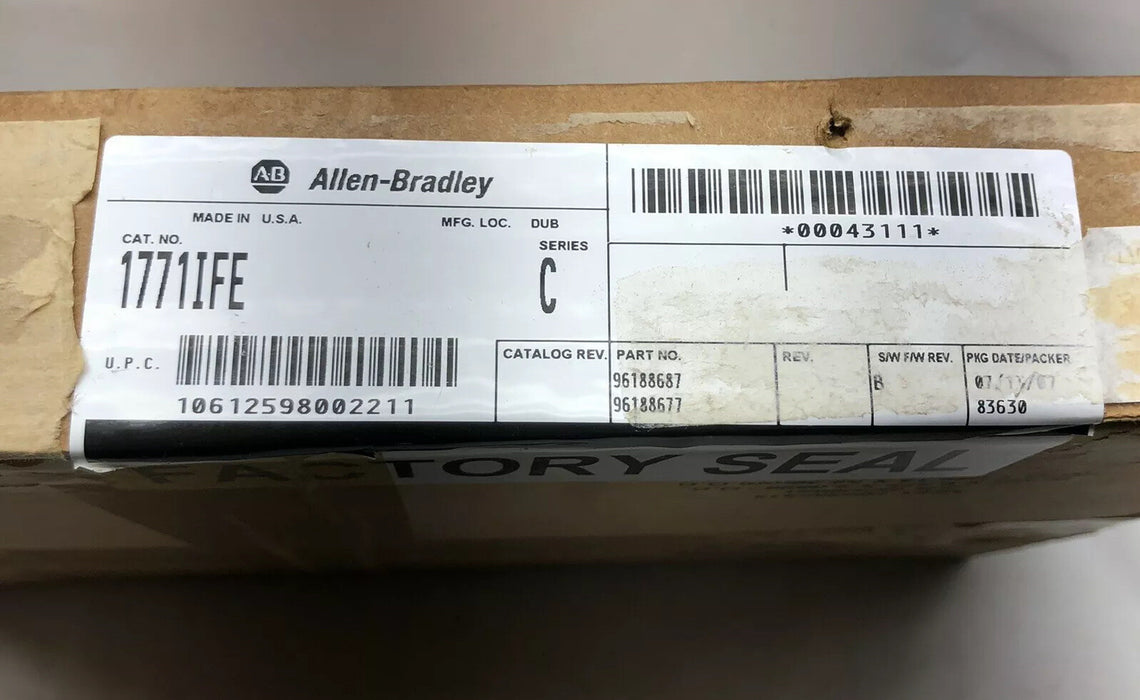 AB Allen-Bradley
MADE IN U.S.A.
MFG. LOC. DUB
CAT. NO.
1771IFE
SERIES
C
U.P.C.
10612598002211
*00043111*
CATALOG REV.
PART NO.
96188687
96188677
REV.
S/W F/W REV.
B
PKG DATE/PACKER
83630
FACTORY SEAL